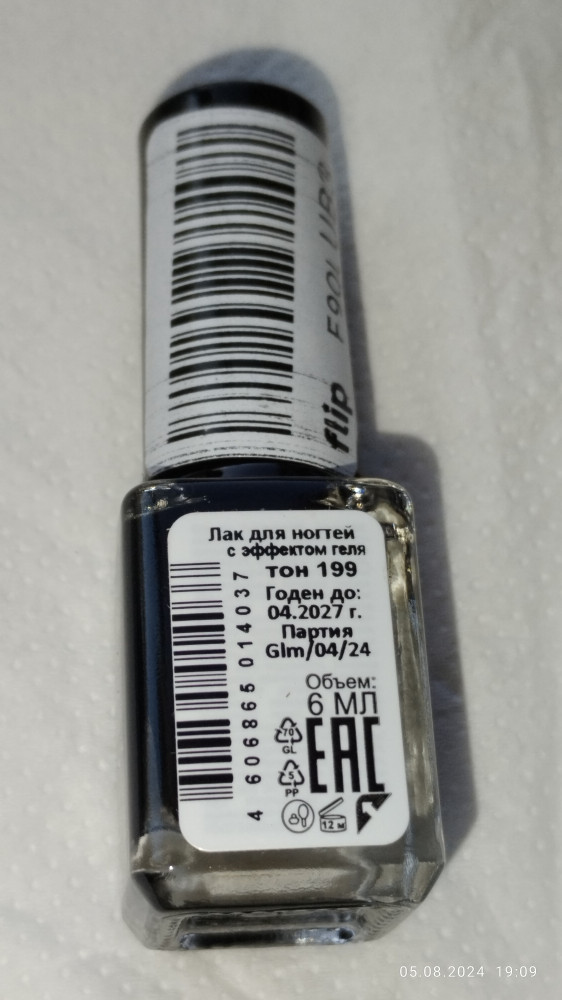 flip
Лак для ногтей
с эффектом геля
тон 199
Годен до:
04.2027 г.
Партия
Glm/04/24
Объем:
6 МЛ
4 606865 014037
70
GL
5
PP
EAC
12 м
05.08.2024 19:09